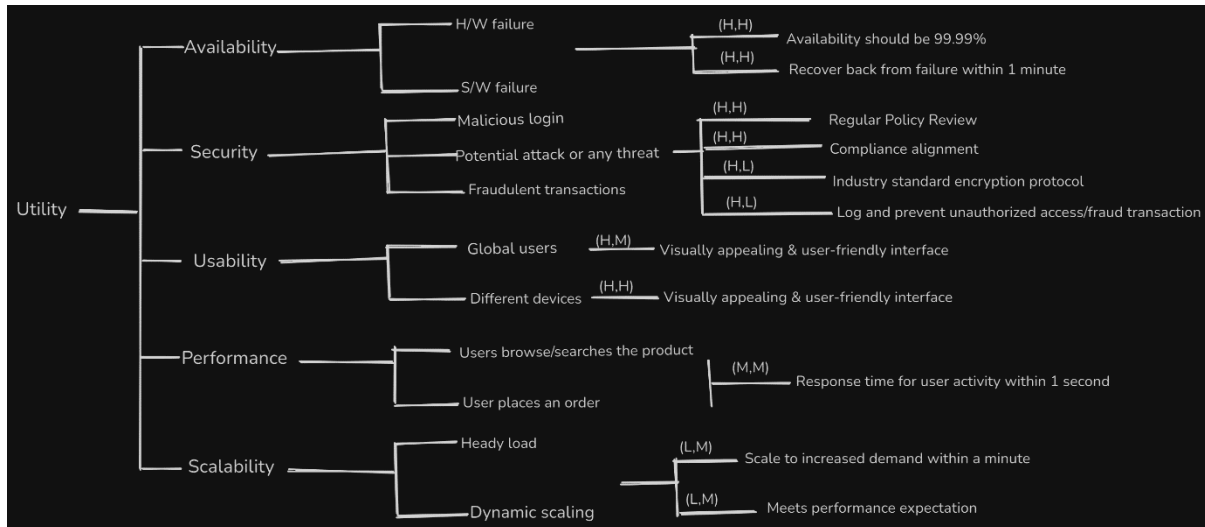 Utility
Availability
H/W failure
S/W failure
(H,H)
Availability should be 99.99%
(H,H)
Recover back from failure within 1 minute
Security
Malicious login
Potential attack or any threat
Fraudulent transactions
(H,H)
Regular Policy Review
(H,H)
Compliance alignment
(H,L)
Industry standard encryption protocol
(H,L)
Log and prevent unauthorized access/fraud transaction
Usability
Global users
(H,M)
Visually appealing & user-friendly interface
Different devices
(H,H)
Visually appealing & user-friendly interface
Performance
Users browse/searches the product
User places an order
(M,M)
Response time for user activity within 1 second
Scalability
Heady load
Dynamic scaling
(L,M)
Scale to increased demand within a minute
(L,M)
Meets performance expectation